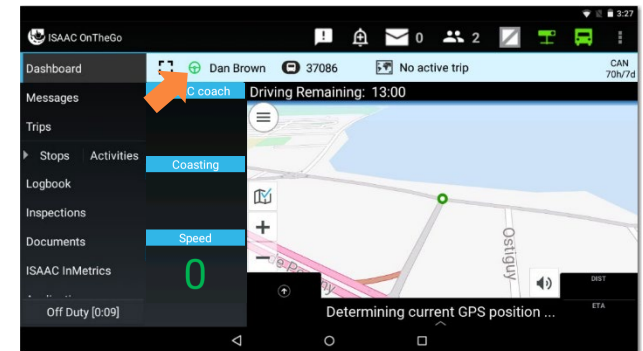 3:27
ISAAC OnTheGo
0
2
Dashboard
Dan Brown
37086
No active trip
CAN
70h/7d
C coach
Driving Remaining: 13:00
Messages
Trips
Stops
Activities
Coasting
Logbook
Inspections
Documents
Speed
Ostiguy
ISAAC InMetrics
0
DIST
Off Duty [0:09]
Determining current GPS position ...
ETA